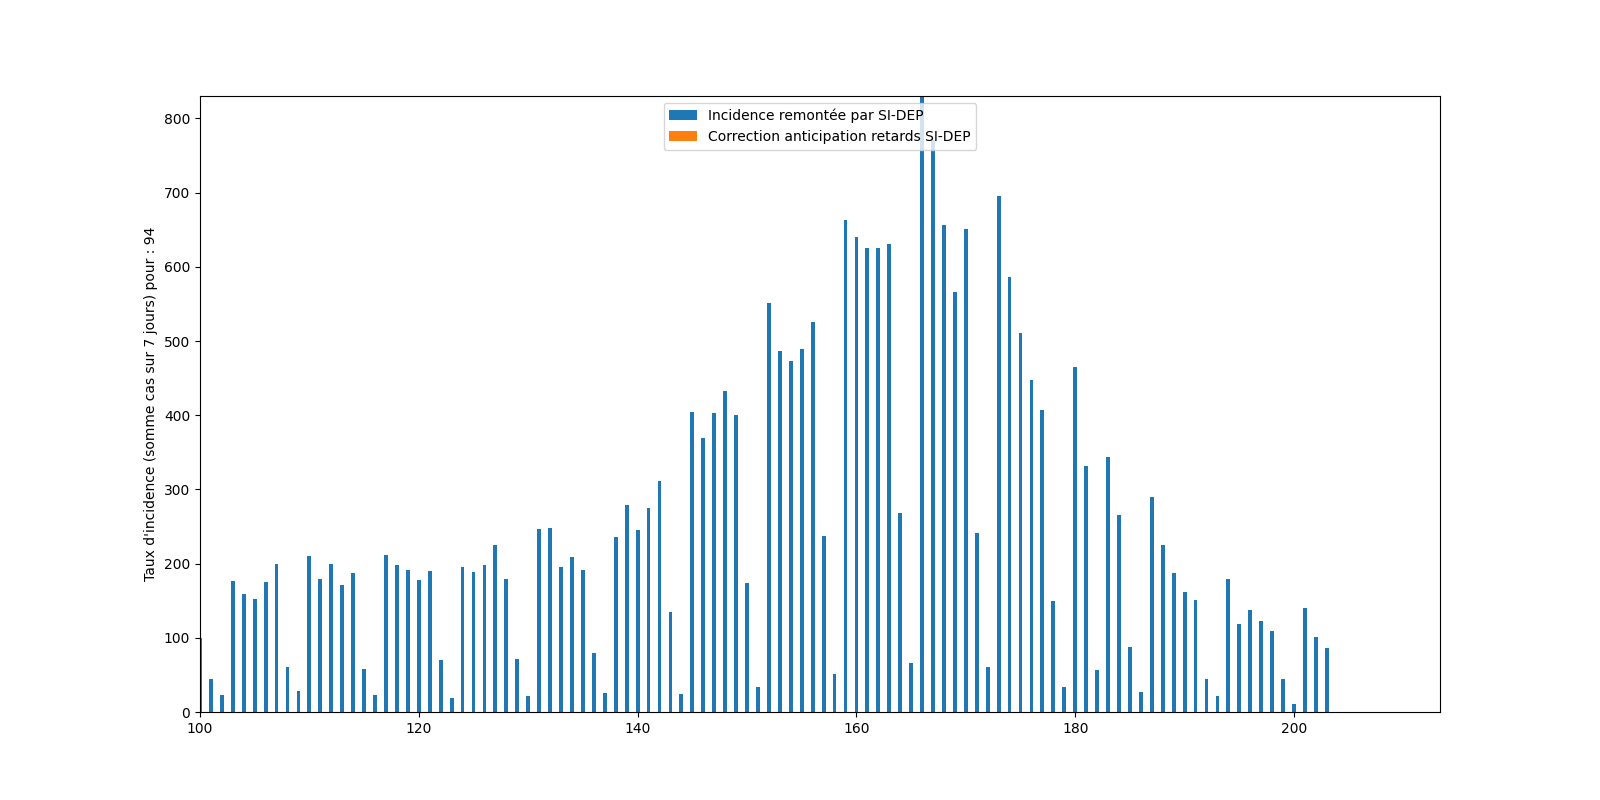 Incidence remontée par SI-DEP
Correction anticipation retards SI-DEP
Taux d'incidence (somme cas sur 7 jours) pour : 94
800
700
600
500
400
300
200
100
0
100 120 140 160 180 200